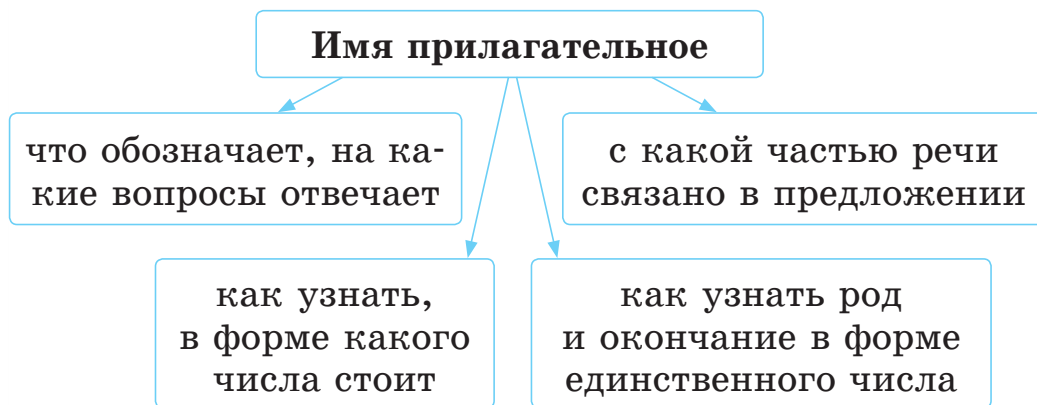 Имя прилагательное
что обозначает, на ка-
кие вопросы отвечает
с какой частью речи
связано в предложении
как узнать,
в форме какого
числа стоит
как узнать род
и окончание в форме
единственного числа